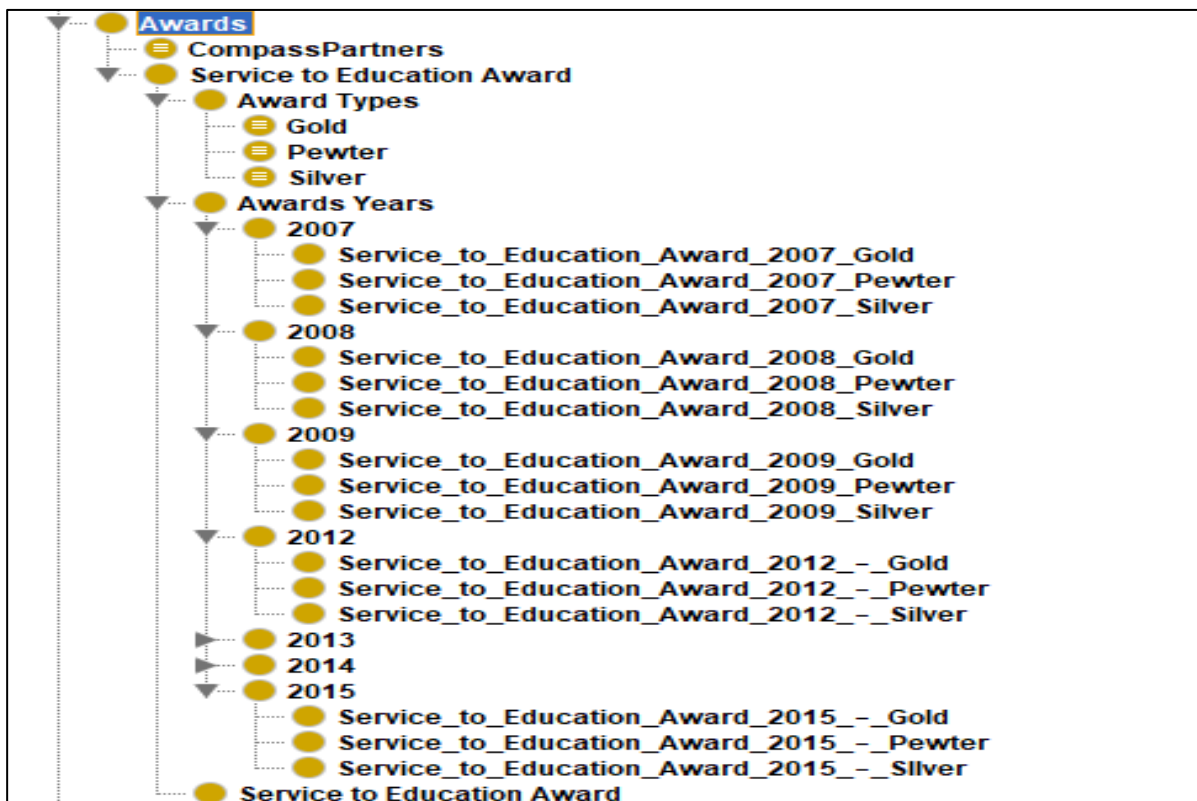 Awards
CompassPartners
Service to Education Award
Award Types
Gold
Pewter
Silver
Awards Years
2007
Service_to_Education_Award_2007_Gold
Service_to_Education_Award_2007_Pewter
Service_to_Education_Award_2007_Silver
2008
Service_to_Education_Award_2008_Gold
Service_to_Education_Award_2008_Pewter
Service_to_Education_Award_2008_Silver
2009
Service_to_Education_Award_2009_Gold
Service_to_Education_Award_2009_Pewter
Service_to_Education_Award_2009_Silver
2012
Service_to_Education_Award_2012_-_Gold
Service_to_Education_Award_2012_-_Pewter
Service_to_Education_Award_2012_-_Silver
2013
2014
2015
Service_to_Education_Award_2015_-_Gold
Service_to_Education_Award_2015_-_Pewter
Service_to_Education_Award_2015_-_SIlver
Service to Education Award